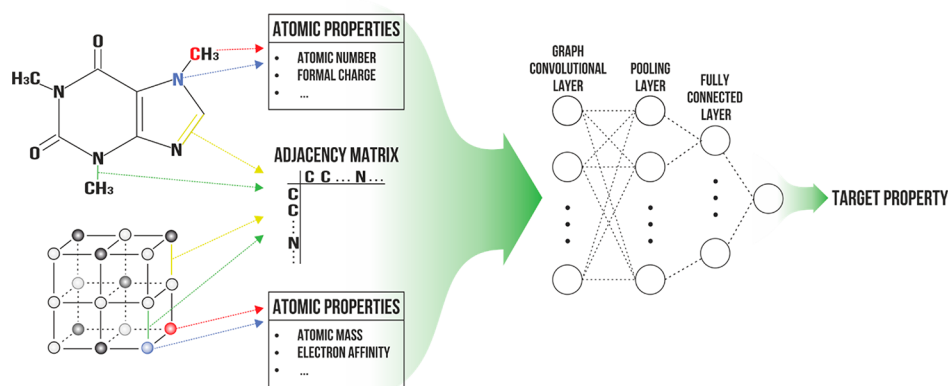 ATOMIC PROPERTIES
• ATOMIC NUMBER
• FORMAL CHARGE
• ...
O
CH₃
H₃C
N
N
O
N
N
CH₃
ADJACENCY MATRIX
C C ... N ...
C
C
⋮
N
⋮
ATOMIC PROPERTIES
• ATOMIC MASS
• ELECTRON AFFINITY
• ...
GRAPH
CONVOLUTIONAL
LAYER
POOLING
LAYER
FULLY
CONNECTED
LAYER
TARGET PROPERTY